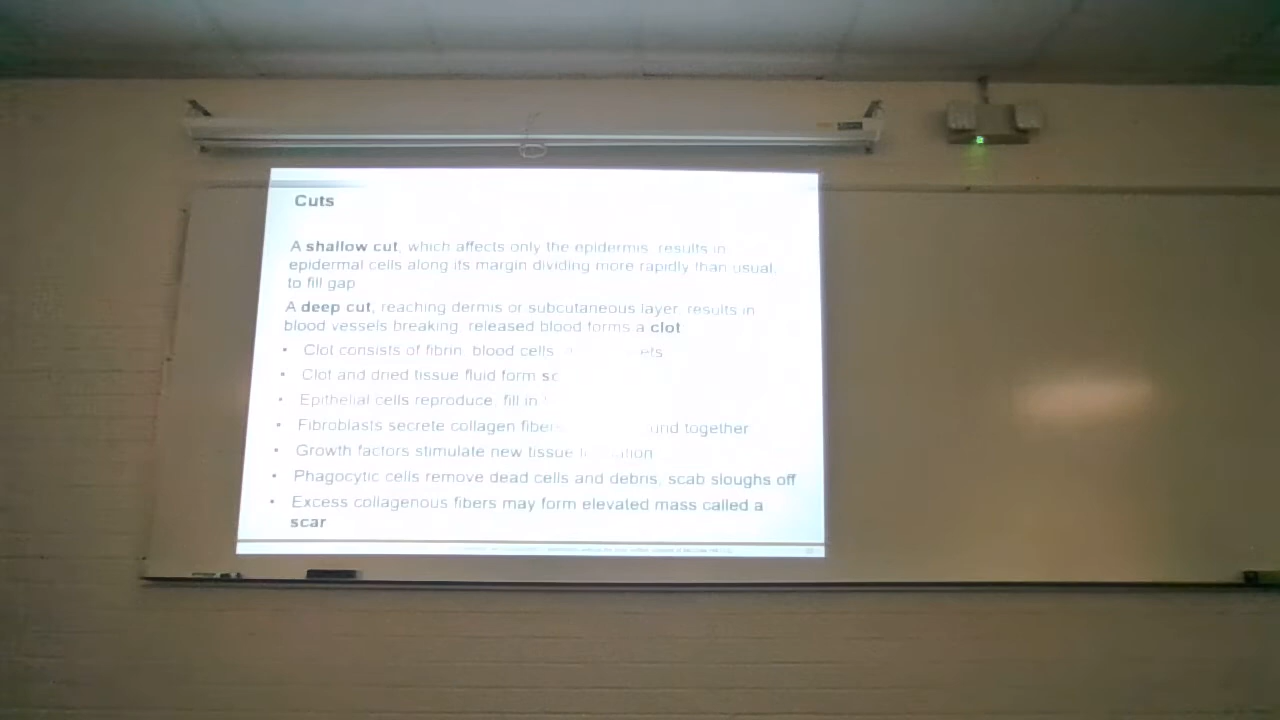 Cuts
A shallow cut, which affects only the epidermis, results in
epidermal cells along its margin dividing more rapidly than usual,
to fill gap
A deep cut, reaching dermis or subcutaneous layer, results in
blood vessels breaking, released blood forms a clot
• Clot consists of fibrin, blood cells,
• Clot and dried tissue fluid form
• Epithelial cells reproduce, fill in
• Fibroblasts secrete collagen fibers together
• Growth factors stimulate new tissue
• Phagocytic cells remove dead cells and debris, scab sloughs off
• Excess collagenous fibers may form elevated mass called a
scar